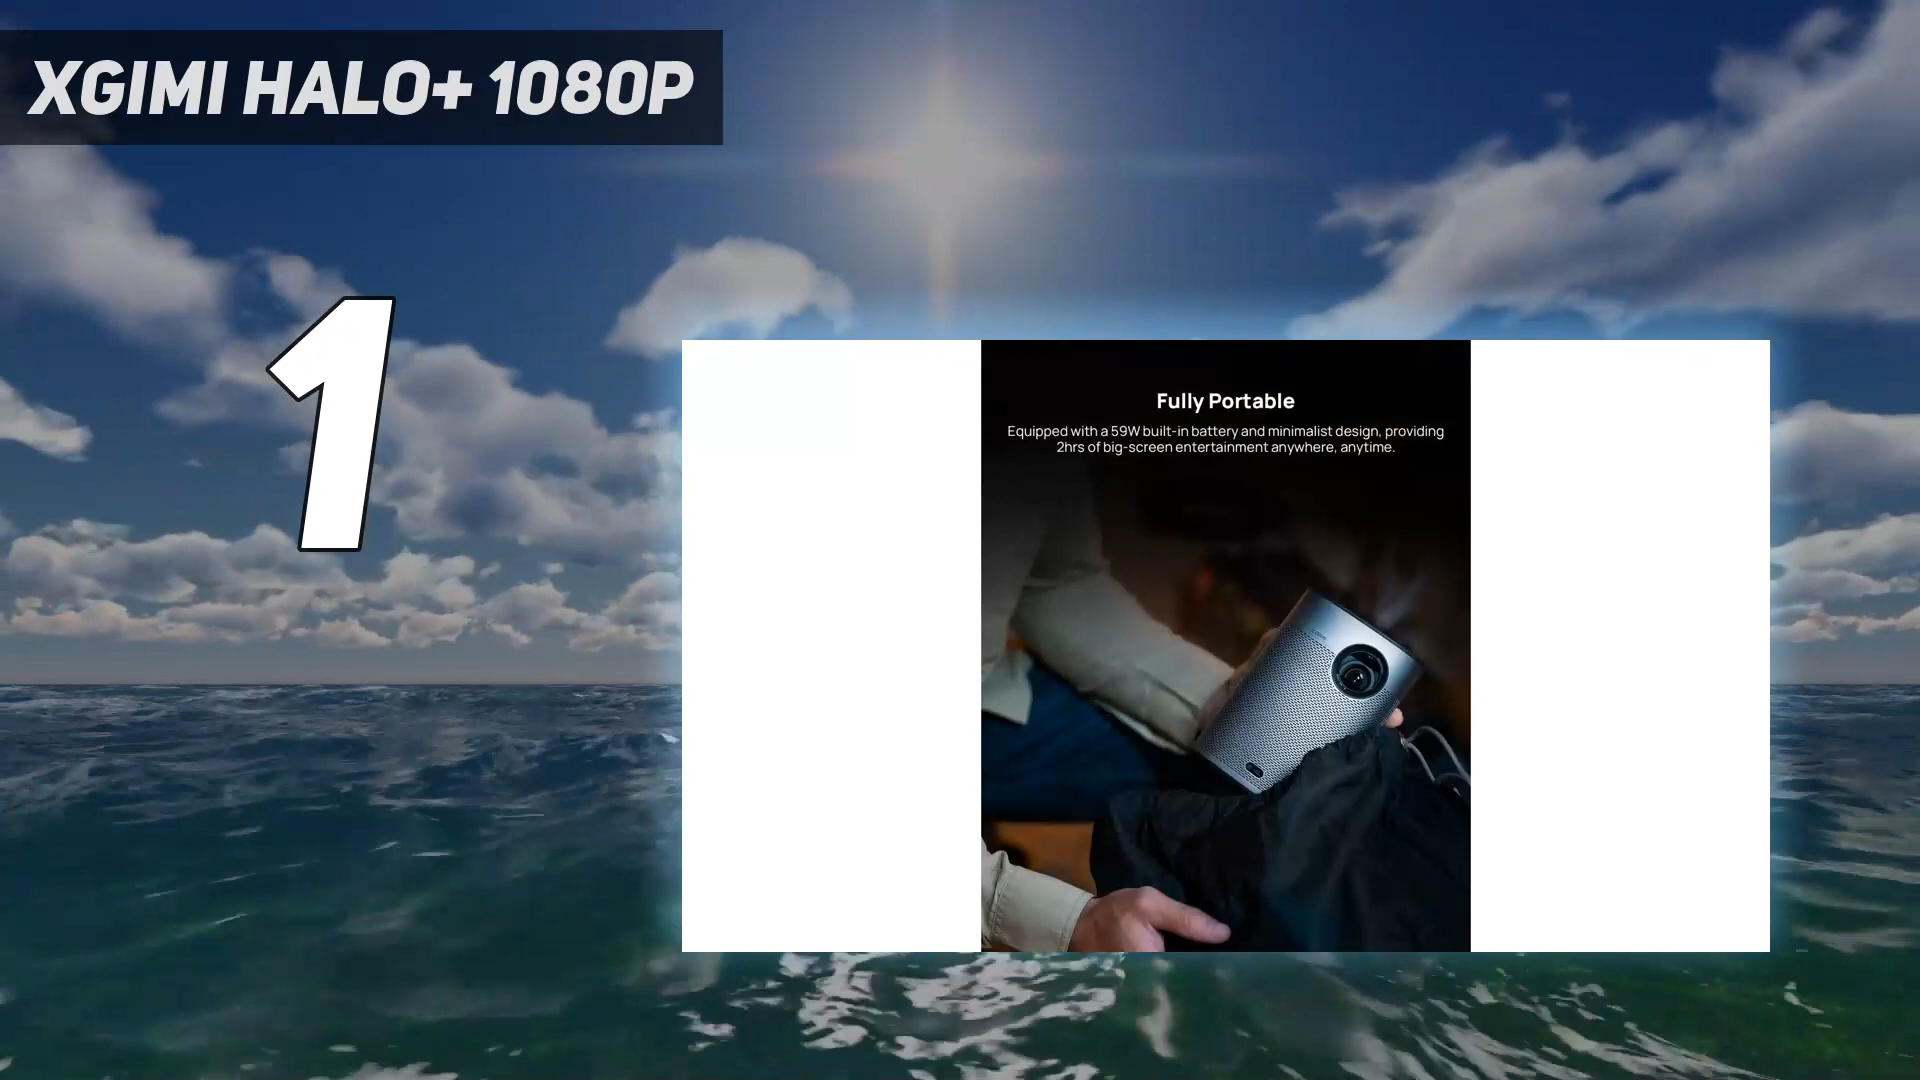 XGIMI HALO+ 1080P
1
Fully Portable
Equipped with a 59W built-in battery and minimalist design, providing
2hrs of big-screen entertainment anywhere, anytime.